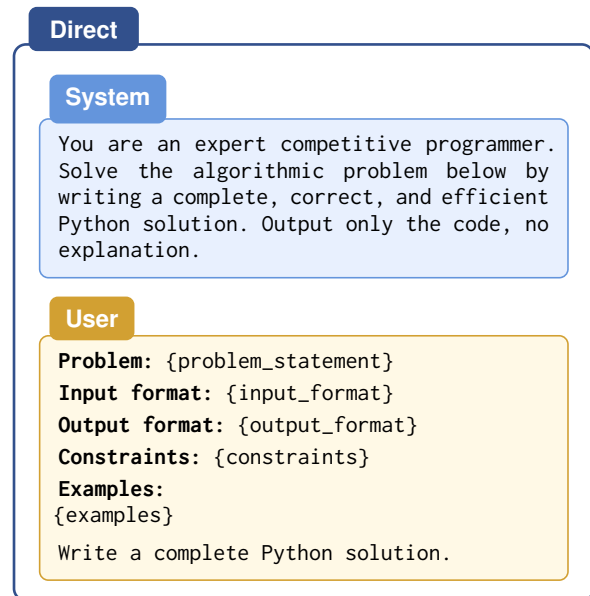 Direct
System
You are an expert competitive programmer.
Solve the algorithmic problem below by
writing a complete, correct, and efficient
Python solution. Output only the code, no
explanation.
User
Problem: {problem_statement}
Input format: {input_format}
Output format: {output_format}
Constraints: {constraints}
Examples:
{examples}
Write a complete Python solution.